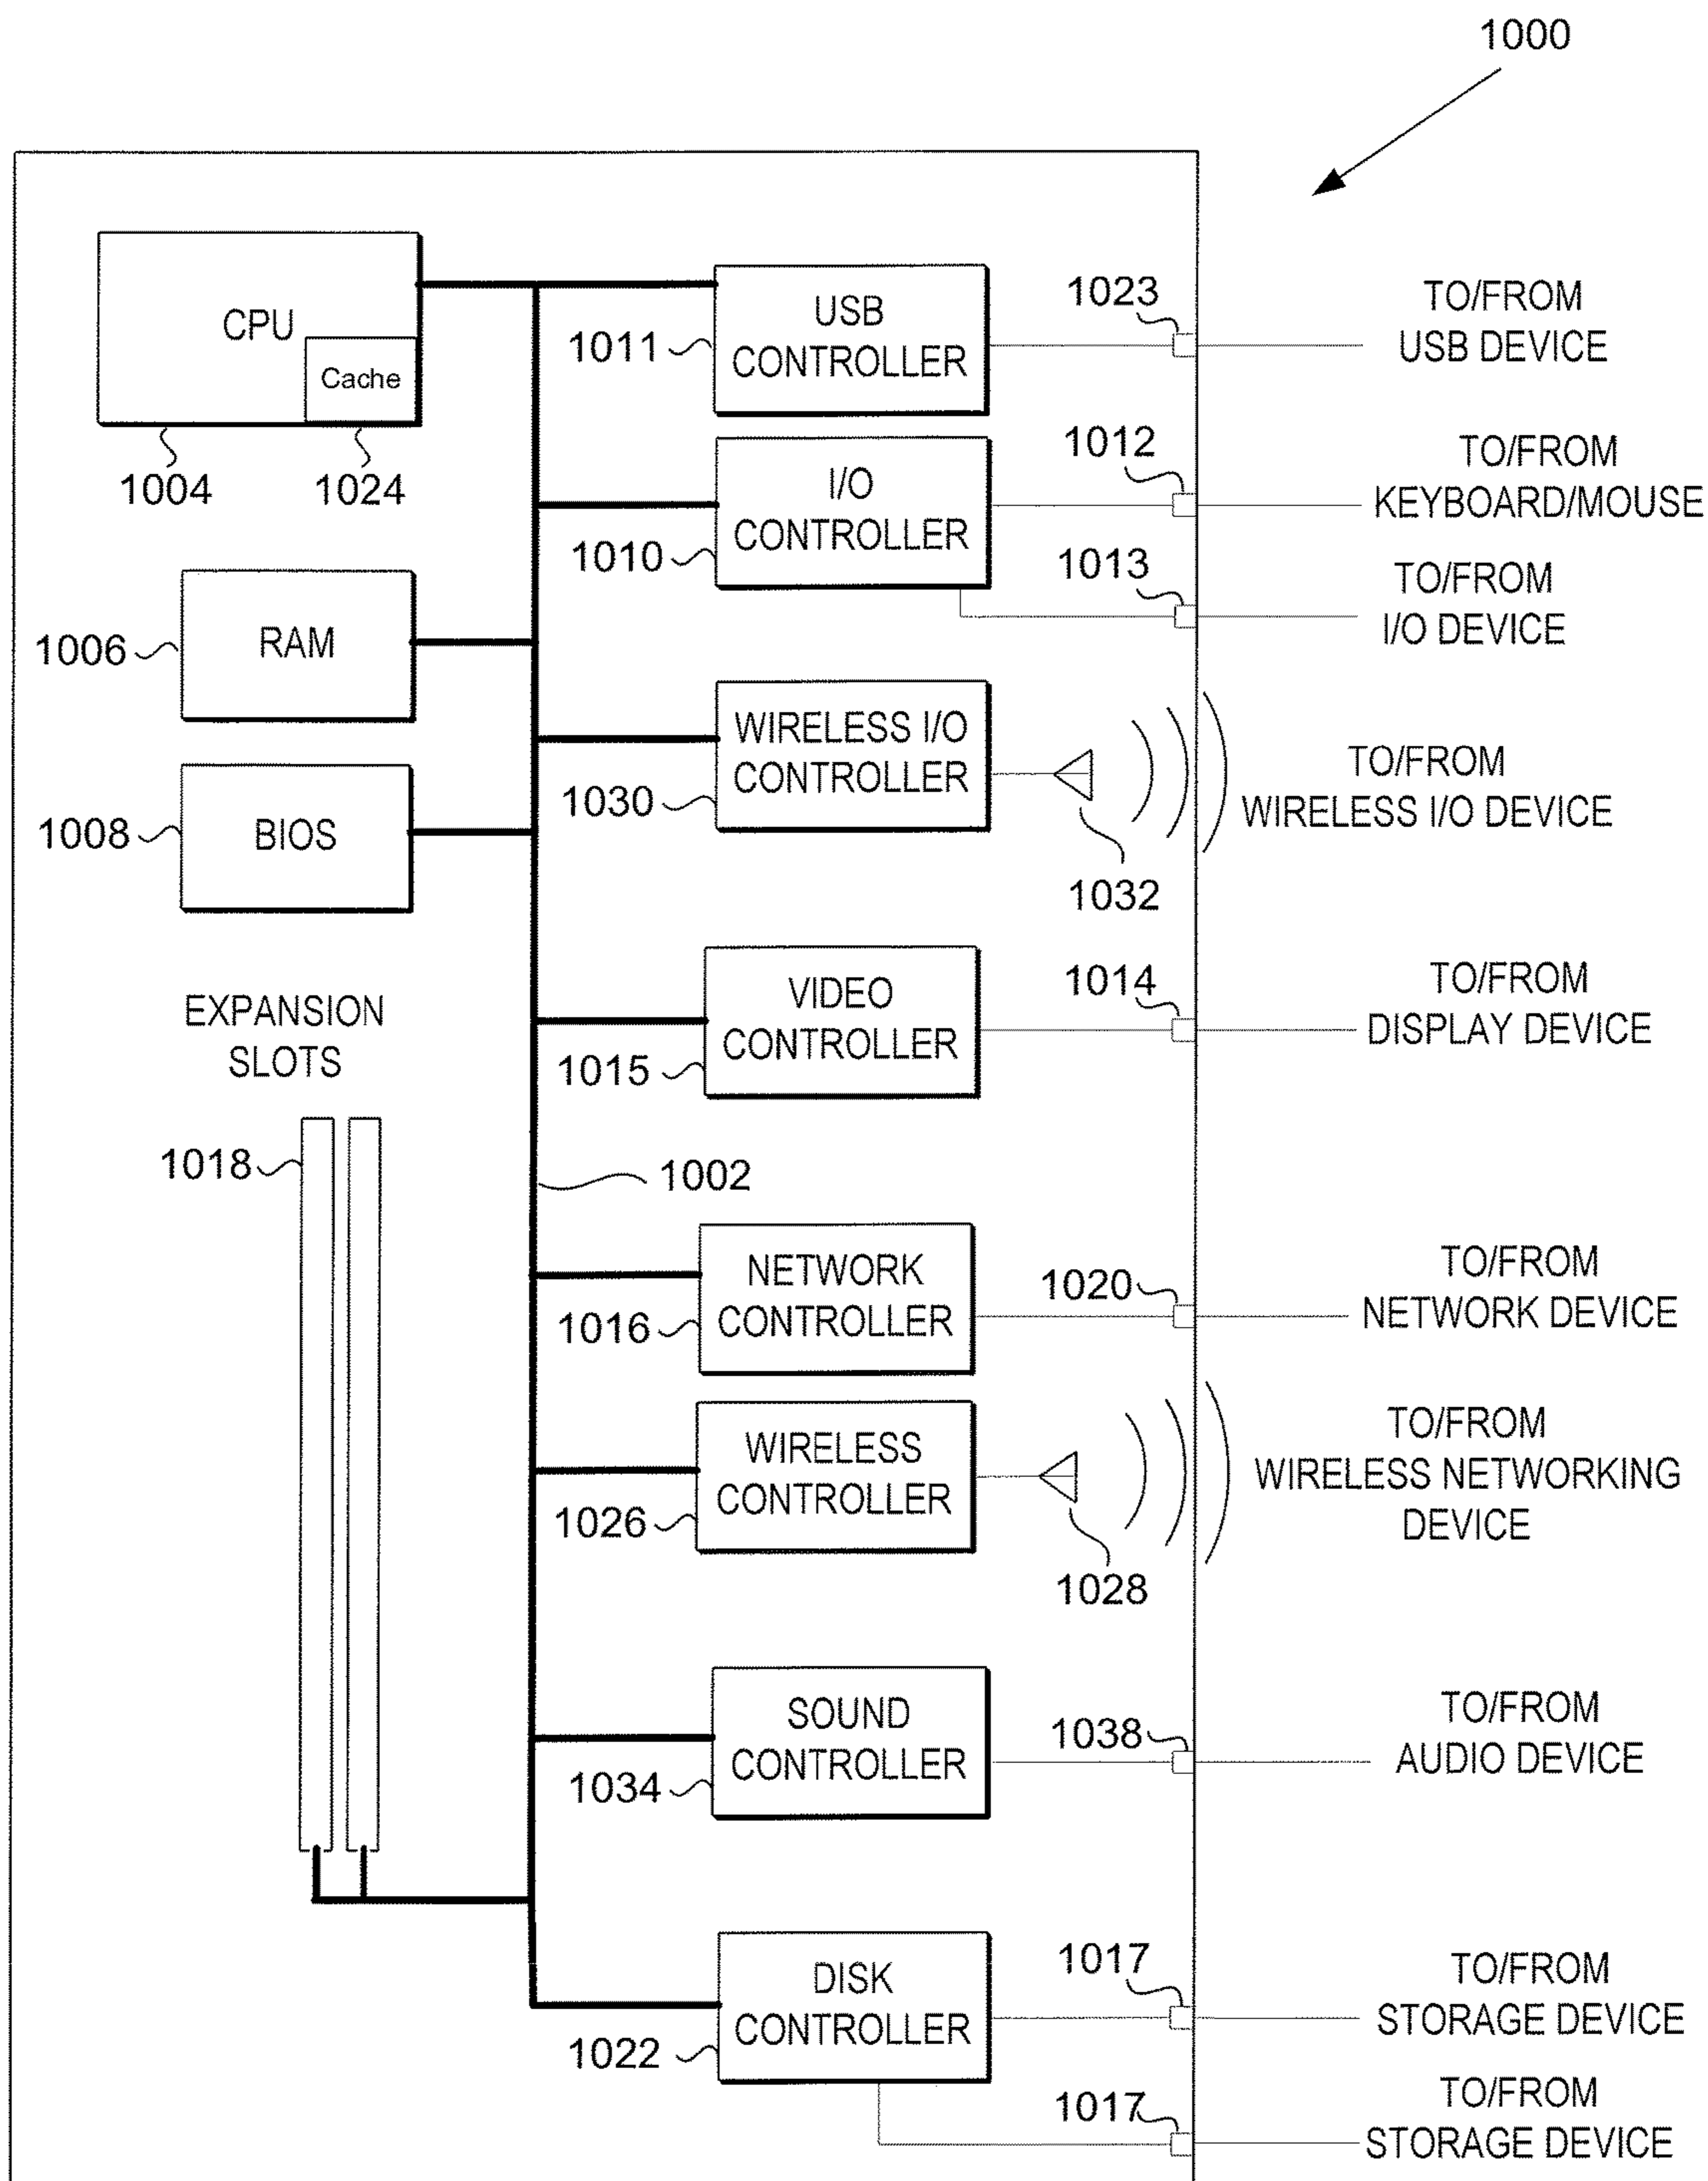 1000
CPU
Cache
1004
1024
USB
CONTROLLER
1011
1023
TO/FROM
USB DEVICE
I/O
CONTROLLER
1010
1012
TO/FROM
KEYBOARD/MOUSE
1013
TO/FROM
I/O DEVICE
RAM
1006
WIRELESS I/O
CONTROLLER
1030
1032
TO/FROM
WIRELESS I/O DEVICE
BIOS
1008
VIDEO
CONTROLLER
1015
1014
TO/FROM
DISPLAY DEVICE
EXPANSION
SLOTS
1018
1002
NETWORK
CONTROLLER
1016
1020
TO/FROM
NETWORK DEVICE
WIRELESS
CONTROLLER
1026
1028
TO/FROM
WIRELESS NETWORKING
DEVICE
SOUND
CONTROLLER
1034
1038
TO/FROM
AUDIO DEVICE
DISK
CONTROLLER
1022
1017
TO/FROM
STORAGE DEVICE
1017
TO/FROM
STORAGE DEVICE